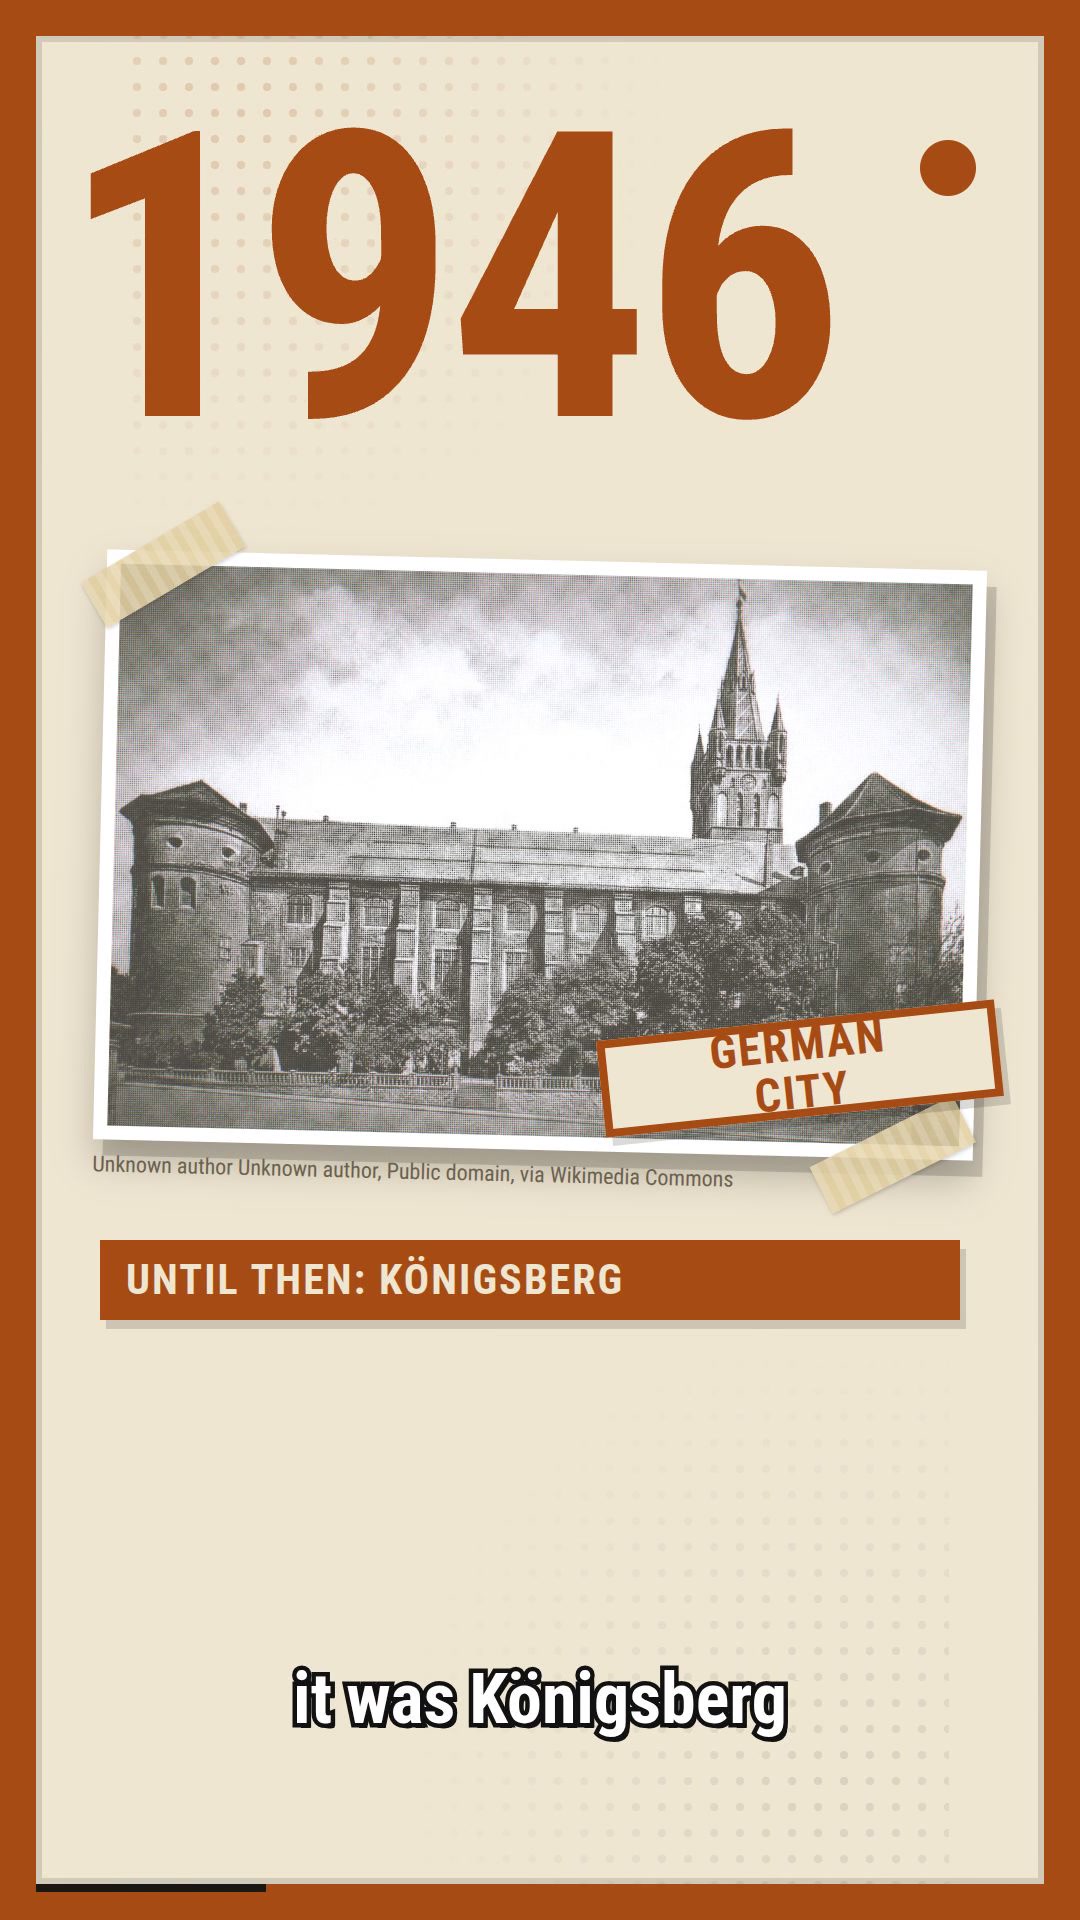 1946
GERMAN
CITY
Unknown author Unknown author, Public domain, via Wikimedia Commons
UNTIL THEN: KÖNIGSBERG
it was Königsberg